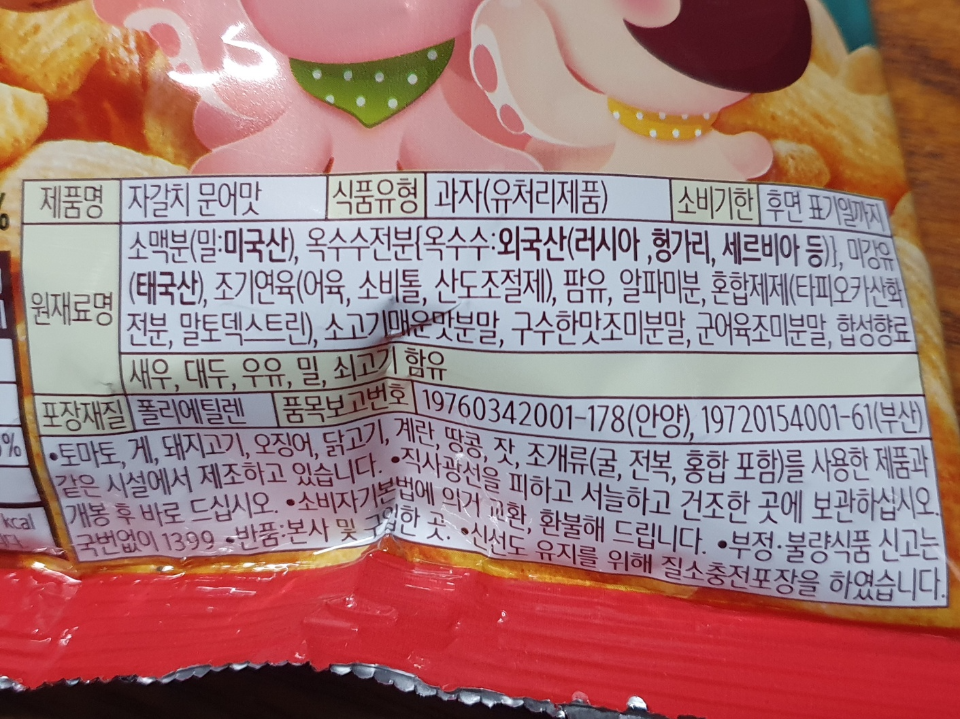 %
제품명 자갈치 문어맛 식품유형 과자(유처리제품) 소비기한 후면 표기일까지
원재료명
소맥분(밀:미국산), 옥수수전분{옥수수:외국산(러시아,헝가리, 세르비아 등)}, 미강유
(태국산), 조기연육(어육, 소비톨, 산도조절제), 팜유, 알파미분, 혼합제제(타피오카산화
전분, 말토덱스트린), 소고기매운맛분말, 구수한맛조미분말, 군어육조미분말, 합성향료
새우, 대두, 우유, 밀, 쇠고기 함유
포장재질 폴리에틸렌 품목보고번호 19760342001-178(안양), 19720154001-61(부산)
•토마토, 게, 돼지고기, 오징어, 닭고기, 계란, 땅콩, 잣, 조개류(굴, 전복, 홍합 포함)를 사용한 제품과
같은 시설에서 제조하고 있습니다. •직사광선을 피하고 서늘하고 건조한 곳에 보관하십시오.
개봉 후 바로 드십시오. •소비자기본법에 의거 교환, 환불해 드립니다. •부정·불량식품 신고는
국번없이 1399 •반품:본사 및 구입한 곳. •신선도 유지를 위해 질소충전포장을 하였습니다.
%
kcal